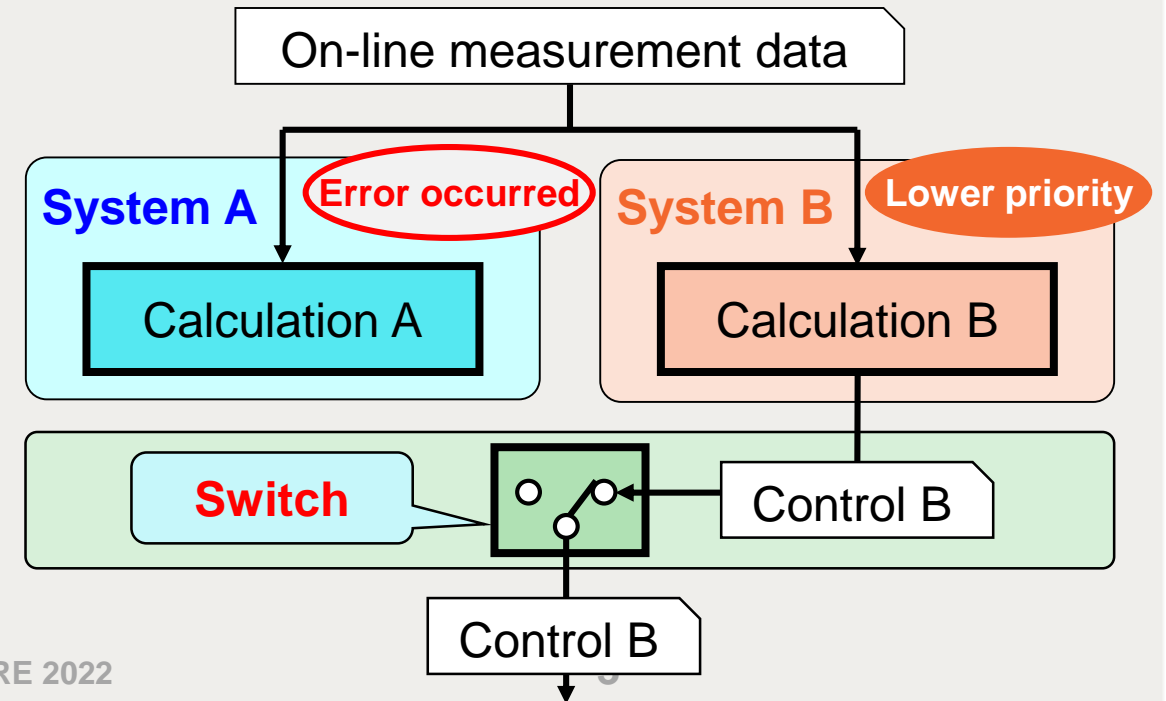 On-line measurement data
System A
Error occurred
System B
Lower priority
Calculation A
Calculation B
Switch
Control B
Control B
RE 2022